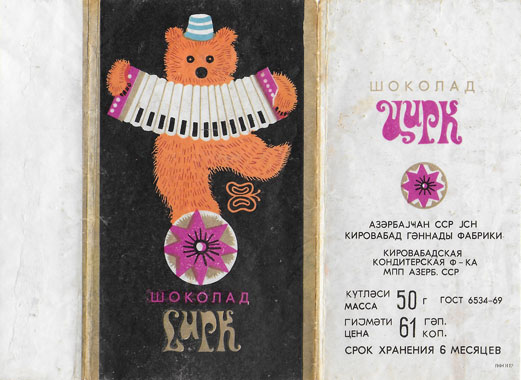 ШОКОЛАД
ЦИРК
ШОКОЛАД
ЦИРК
АЗӘРБАЈҸАН ССР ЈСН
КИРОВАБАД ГӘННАДЫ ФАБРИКИ
КИРОВАБАДСКАЯ
КОНДИТЕРСКАЯ Ф-КА
МПП АЗЕРБ. ССР
КҮТЛӘСИ
МАССА 50 г ГОСТ 6534-69
ГИЈМӘТИ ГӘП.
ЦЕНА 61 КОП.
СРОК ХРАНЕНИЯ 6 МЕСЯЦЕВ